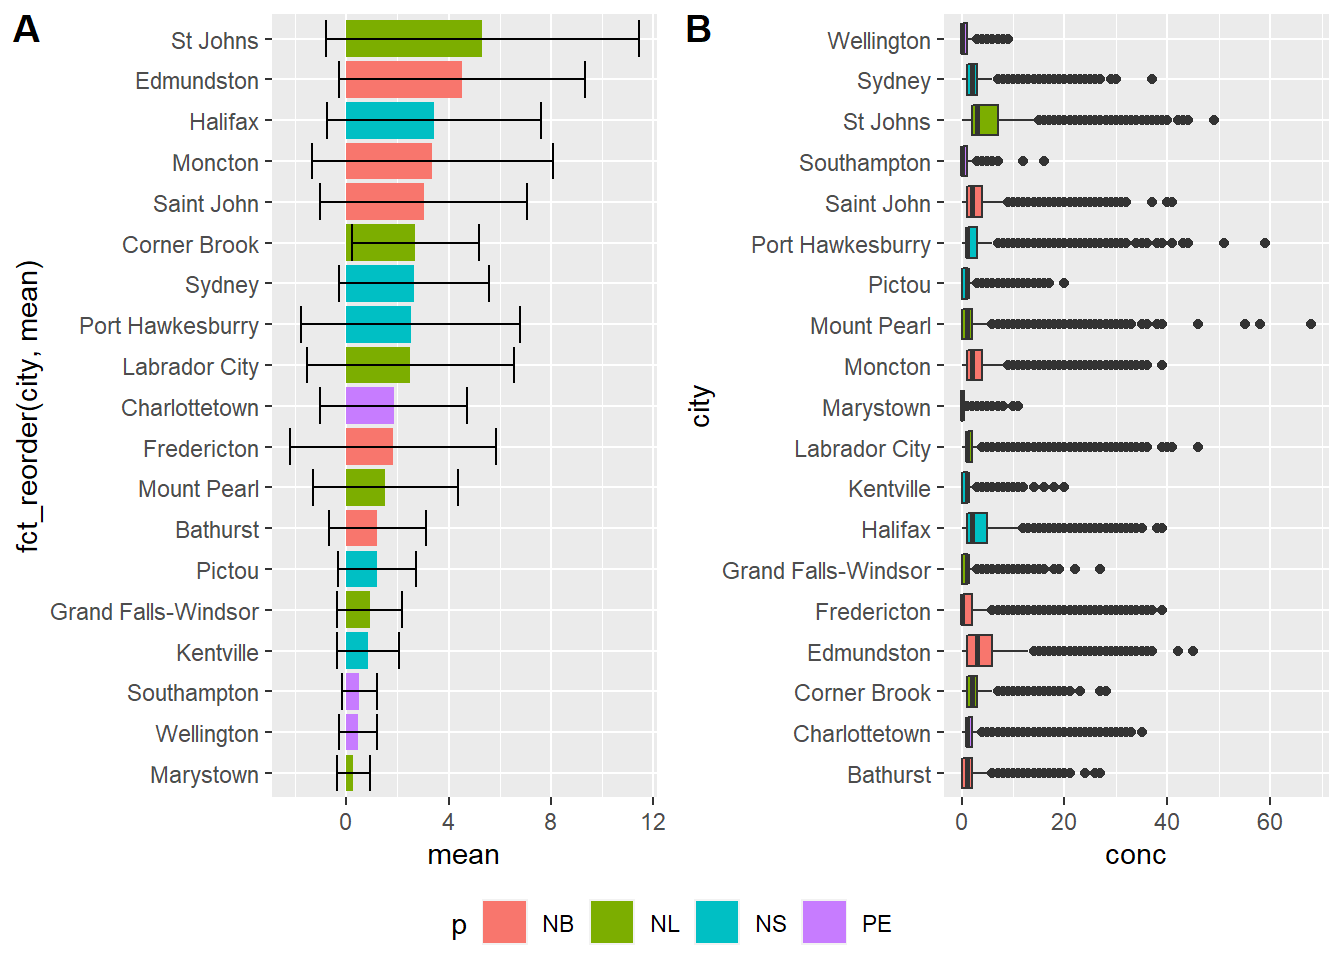 A
fct_reorder(city, mean)
St Johns
Edmundston
Halifax
Moncton
Saint John
Corner Brook
Sydney
Port Hawkesburry
Labrador City
Charlottetown
Fredericton
Mount Pearl
Bathurst
Pictou
Grand Falls-Windsor
Kentville
Southampton
Wellington
Marystown
0 4 8 12
mean
B
city
Wellington
Sydney
St Johns
Southampton
Saint John
Port Hawkesburry
Pictou
Mount Pearl
Moncton
Marystown
Labrador City
Kentville
Halifax
Grand Falls-Windsor
Fredericton
Edmundston
Corner Brook
Charlottetown
Bathurst
0 20 40 60
conc
p NB NL NS PE